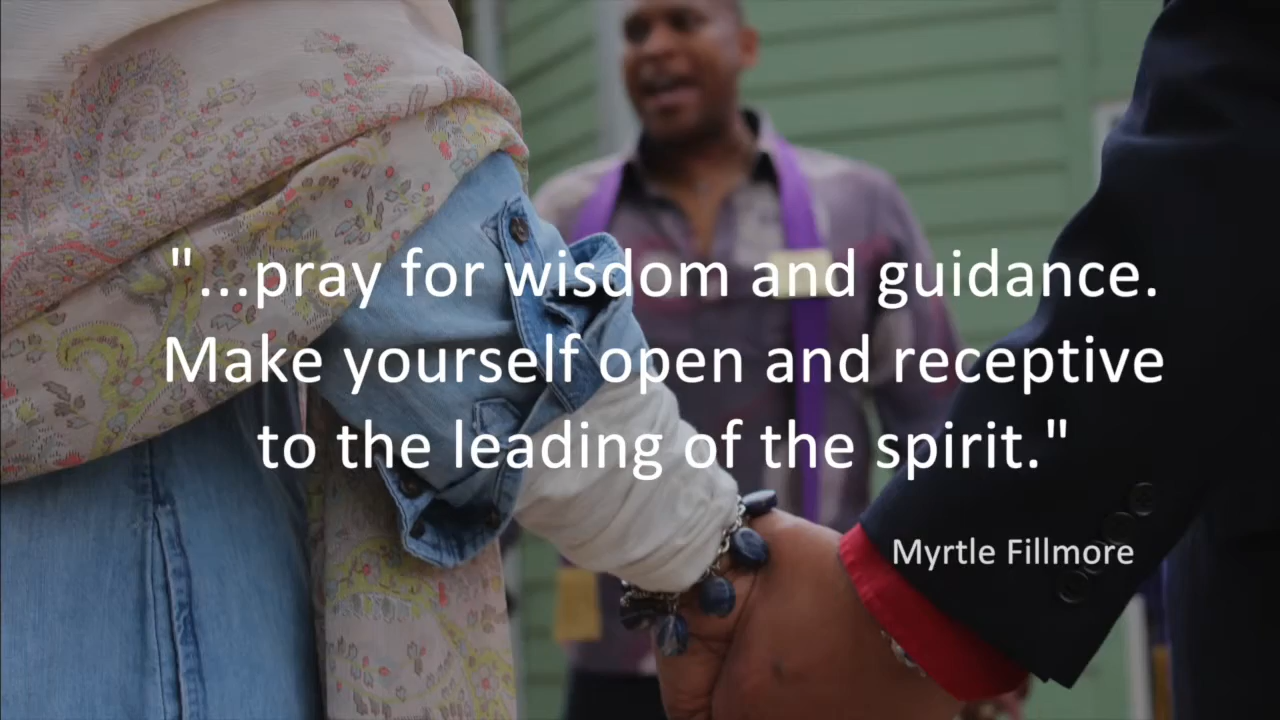 "...pray for wisdom and guidance.
Make yourself open and receptive
to the leading of the spirit."
Myrtle Fillmore